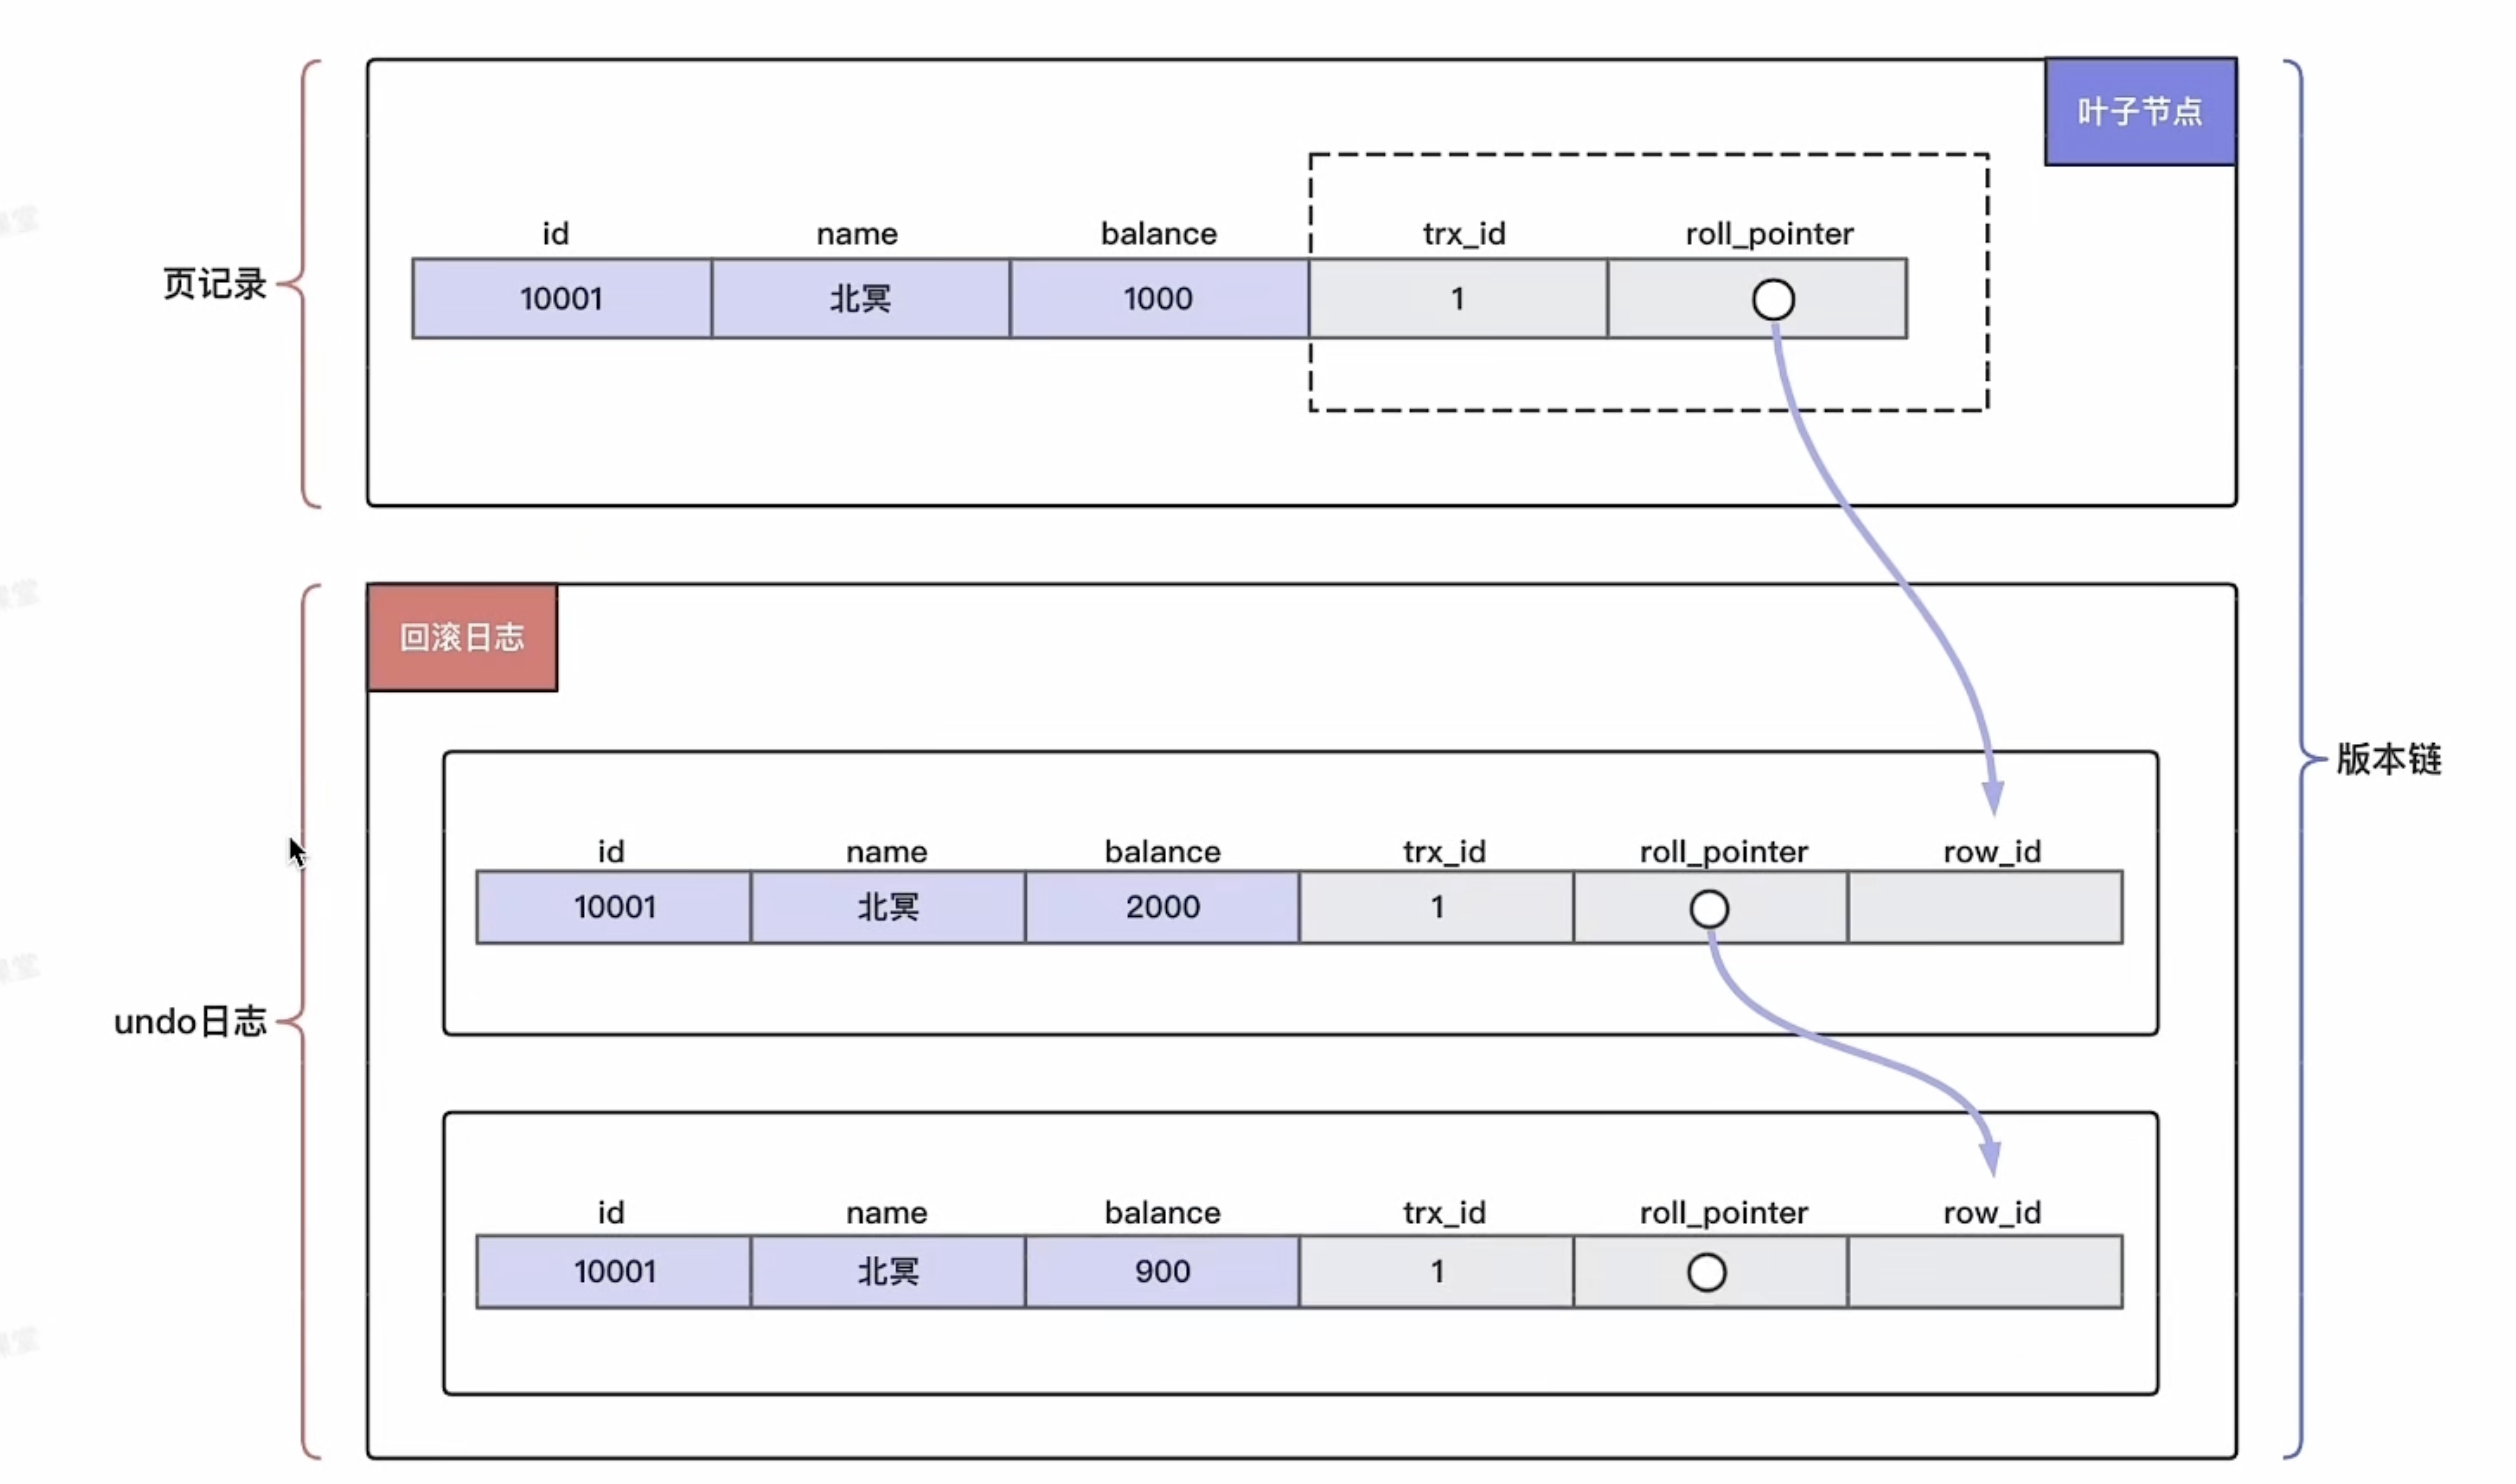 叶子节点
id name balance trx_id roll_pointer
页记录
10001 北冥 1000 1
回滚日志
版本链
id name balance trx_id roll_pointer row_id
10001 北冥 2000 1
undo日志
id name balance trx_id roll_pointer row_id
10001 北冥 900 1